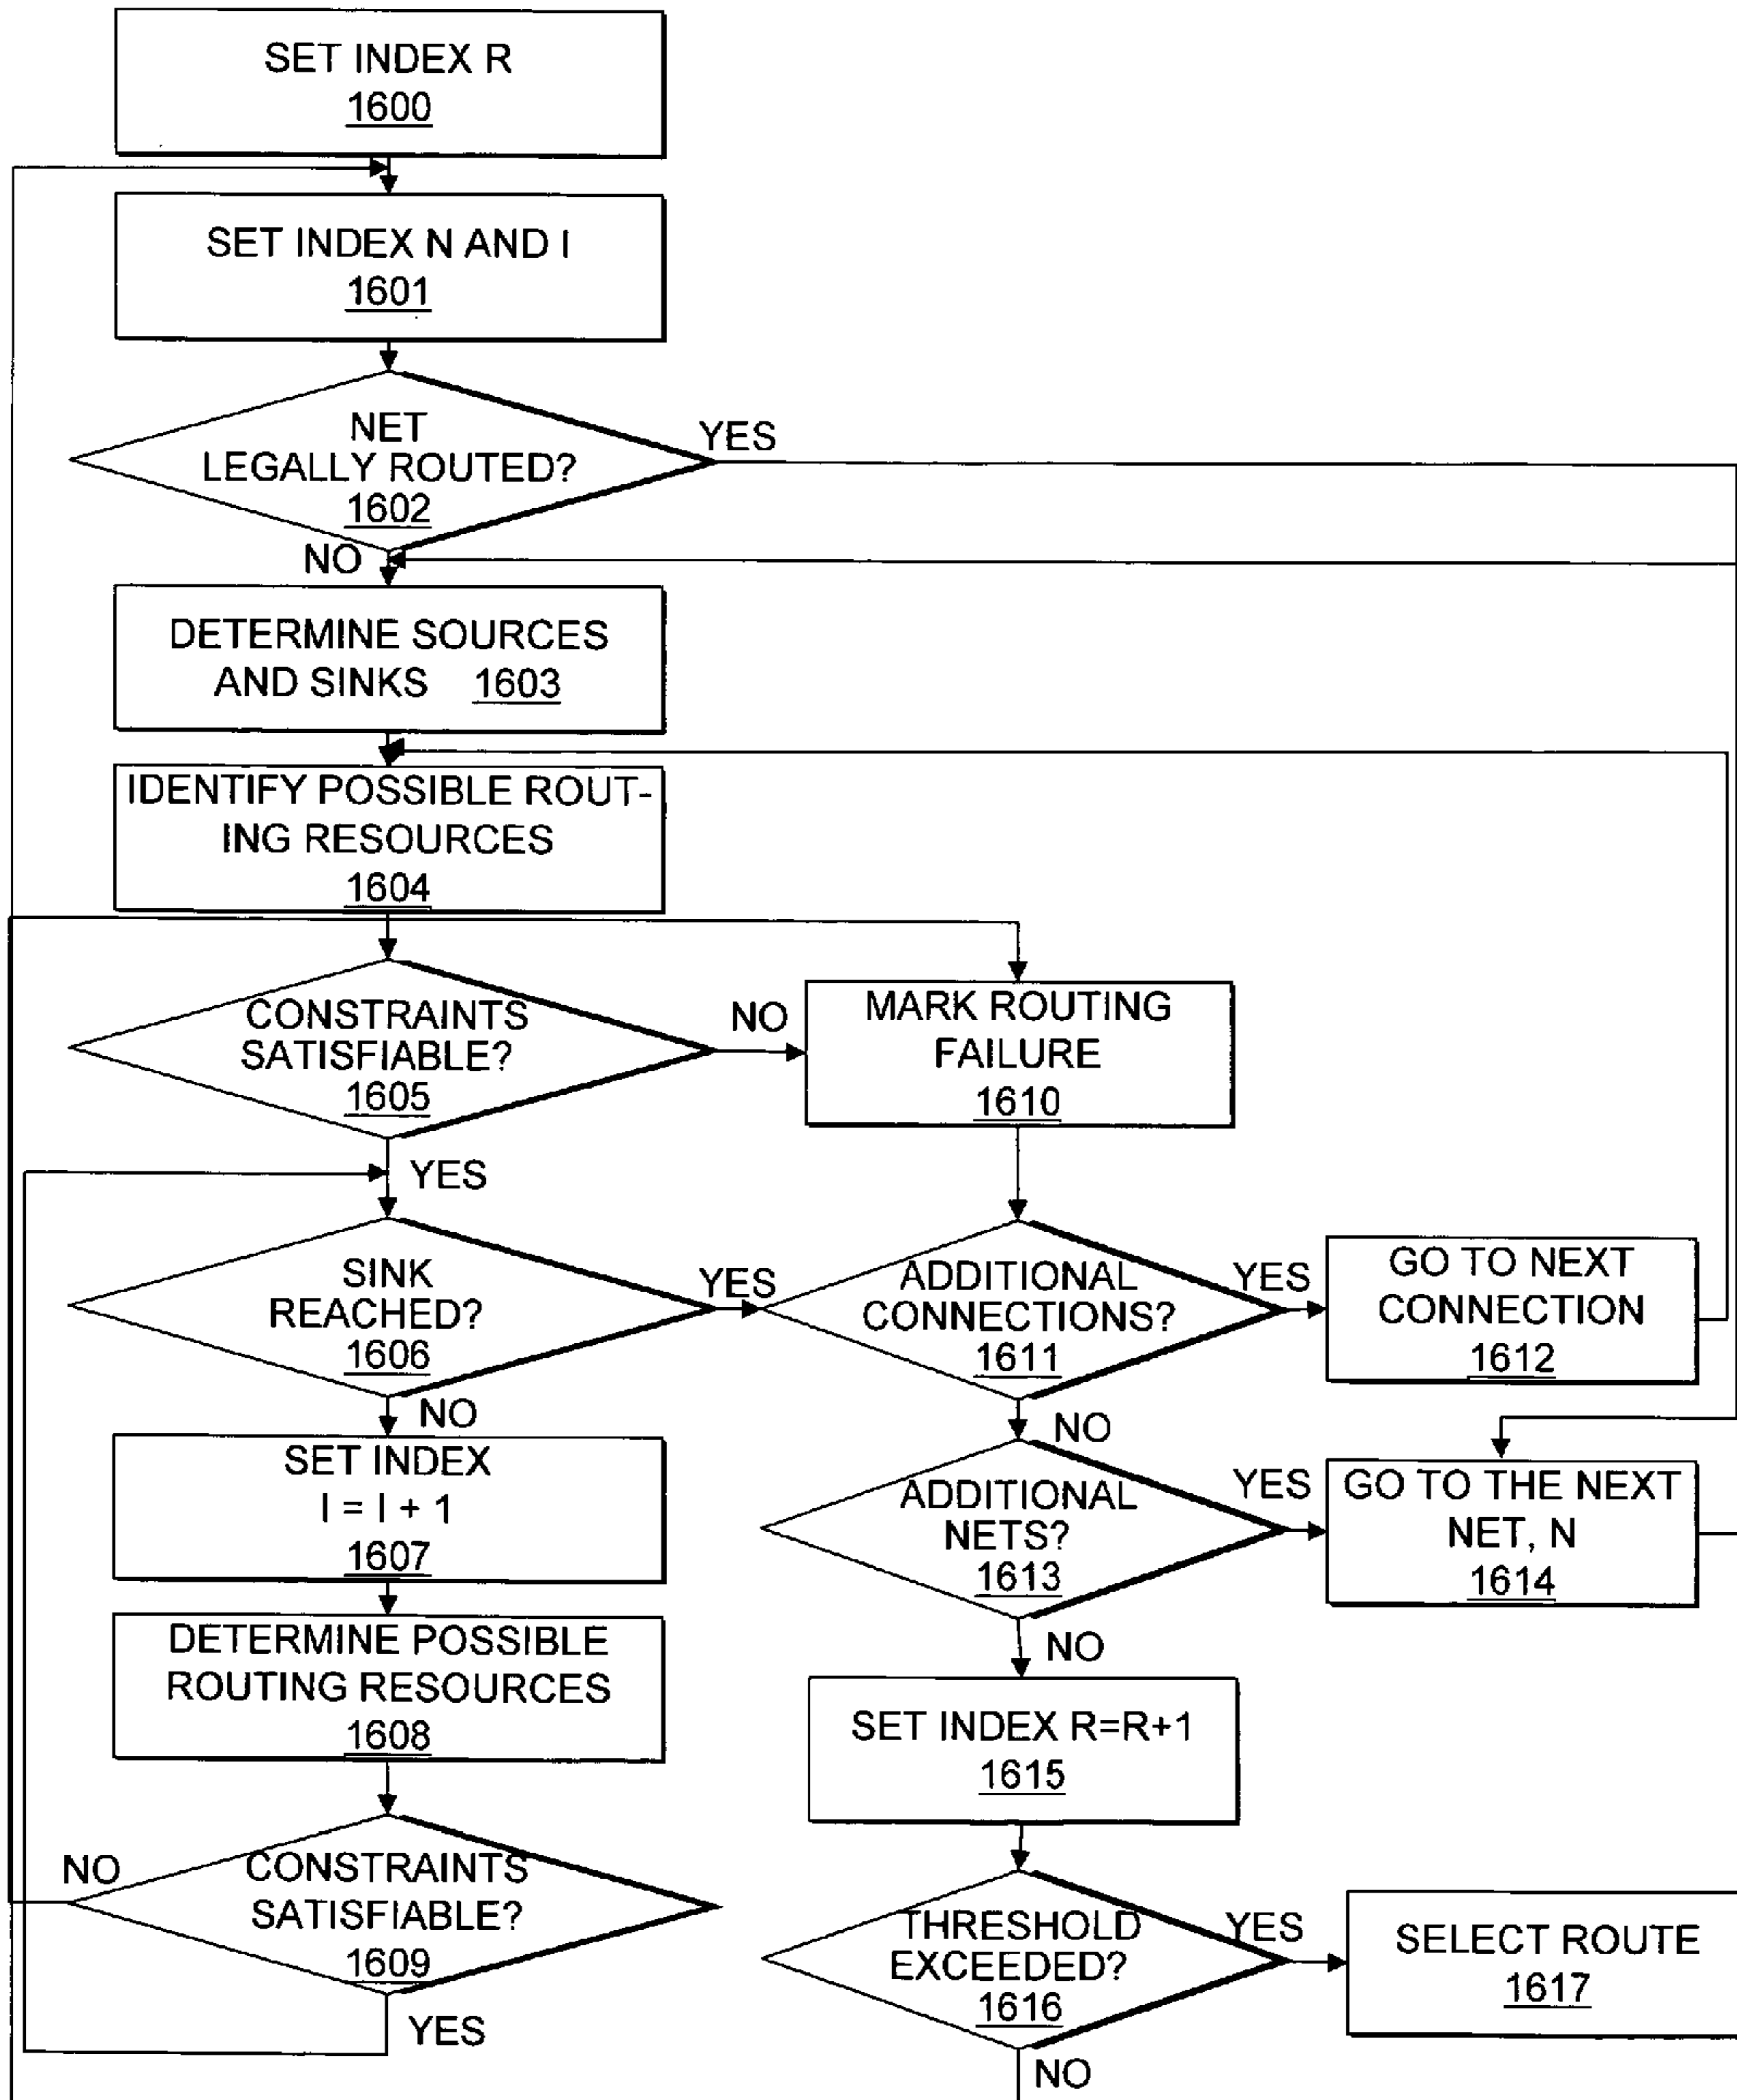 SET INDEX R
1600
SET INDEX N AND I
1601
NET
LEGALLY ROUTED?
1602
YES
NO
DETERMINE SOURCES
AND SINKS 1603
IDENTIFY POSSIBLE ROUT-
ING RESOURCES
1604
CONSTRAINTS
SATISFIABLE?
1605
NO
MARK ROUTING
FAILURE
1610
YES
SINK
REACHED?
1606
YES
ADDITIONAL
CONNECTIONS?
1611
YES
GO TO NEXT
CONNECTION
1612
NO
NO
SET INDEX
I = I + 1
1607
ADDITIONAL
NETS?
1613
YES
GO TO THE NEXT
NET, N
1614
DETERMINE POSSIBLE
ROUTING RESOURCES
1608
NO
SET INDEX R=R+1
1615
NO
CONSTRAINTS
SATISFIABLE?
1609
YES
THRESHOLD
EXCEEDED?
1616
YES
SELECT ROUTE
1617
NO